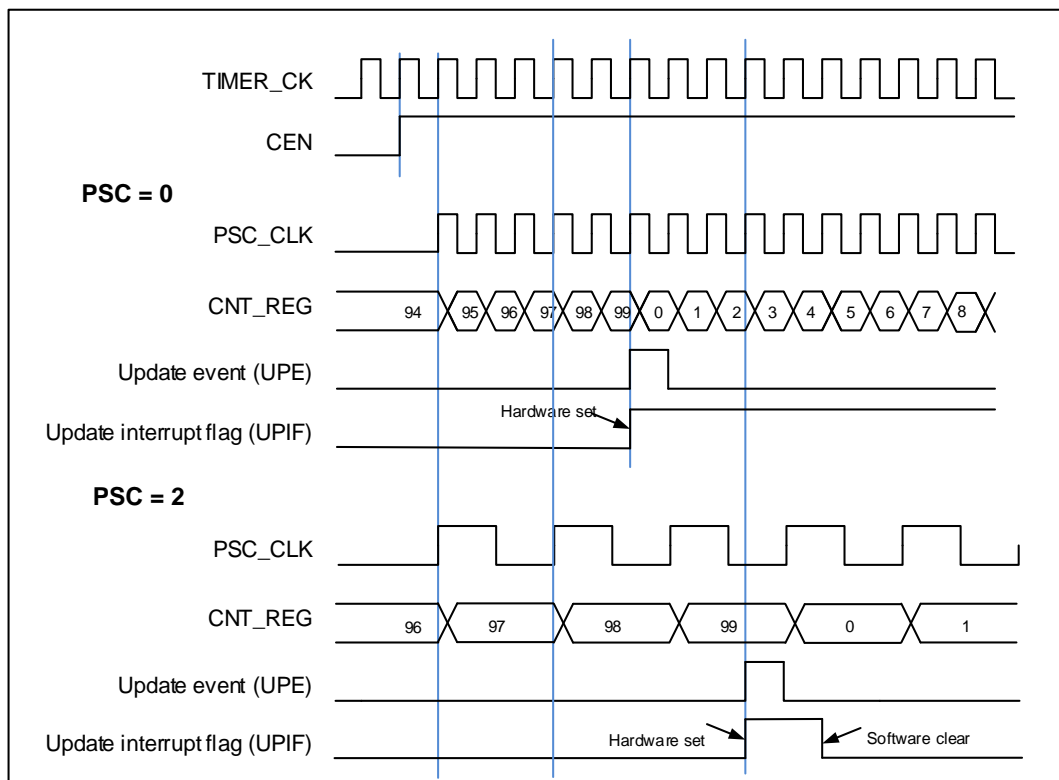 TIMER_CK
CEN
PSC = 0
PSC_CLK
CNT_REG 94 95 96 97 98 99 0 1 2 3 4 5 6 7 8
Update event (UPE)
Hardware set
Update interrupt flag (UPIF)
PSC = 2
PSC_CLK
CNT_REG 96 97 98 99 0 1
Update event (UPE)
Update interrupt flag (UPIF) Hardware set Software clear